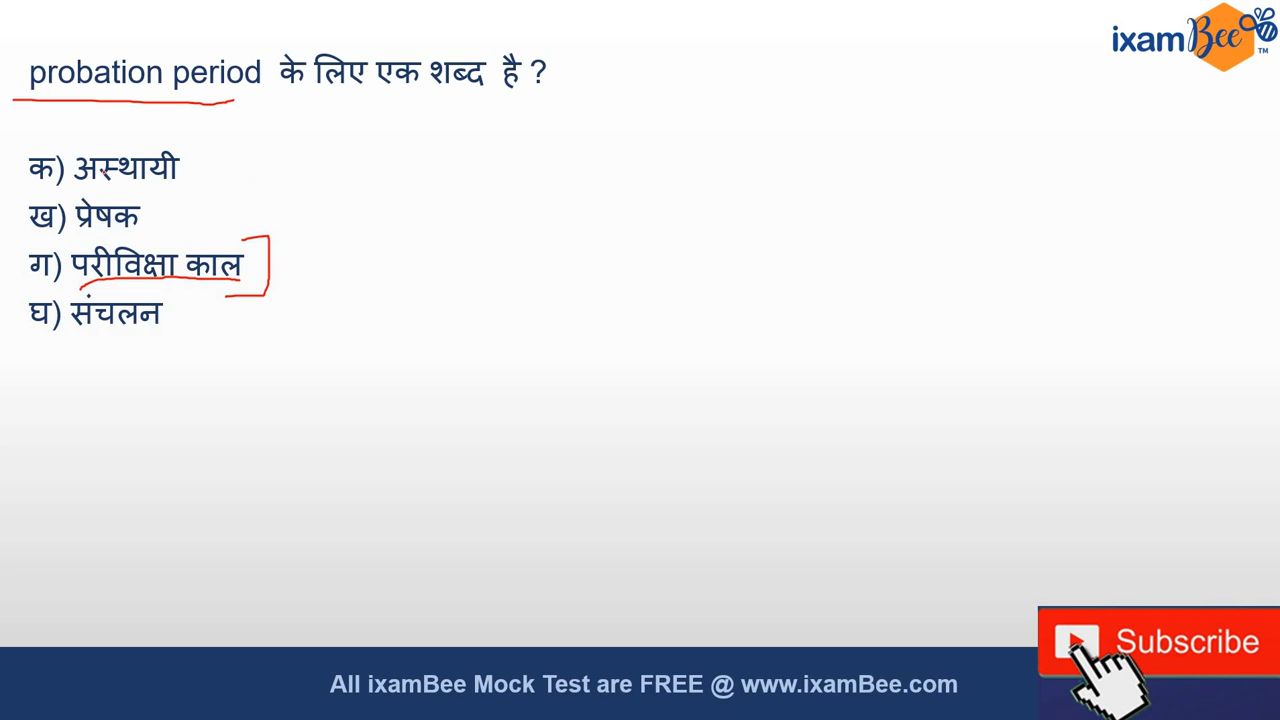 ixamBee TM
probation period के लिए एक शब्द है ?
क) अस्थायी
ख) प्रेषक
ग) परीविक्षा काल
घ) संचलन
Subscribe
All ixamBee Mock Test are FREE @ www.ixamBee.com